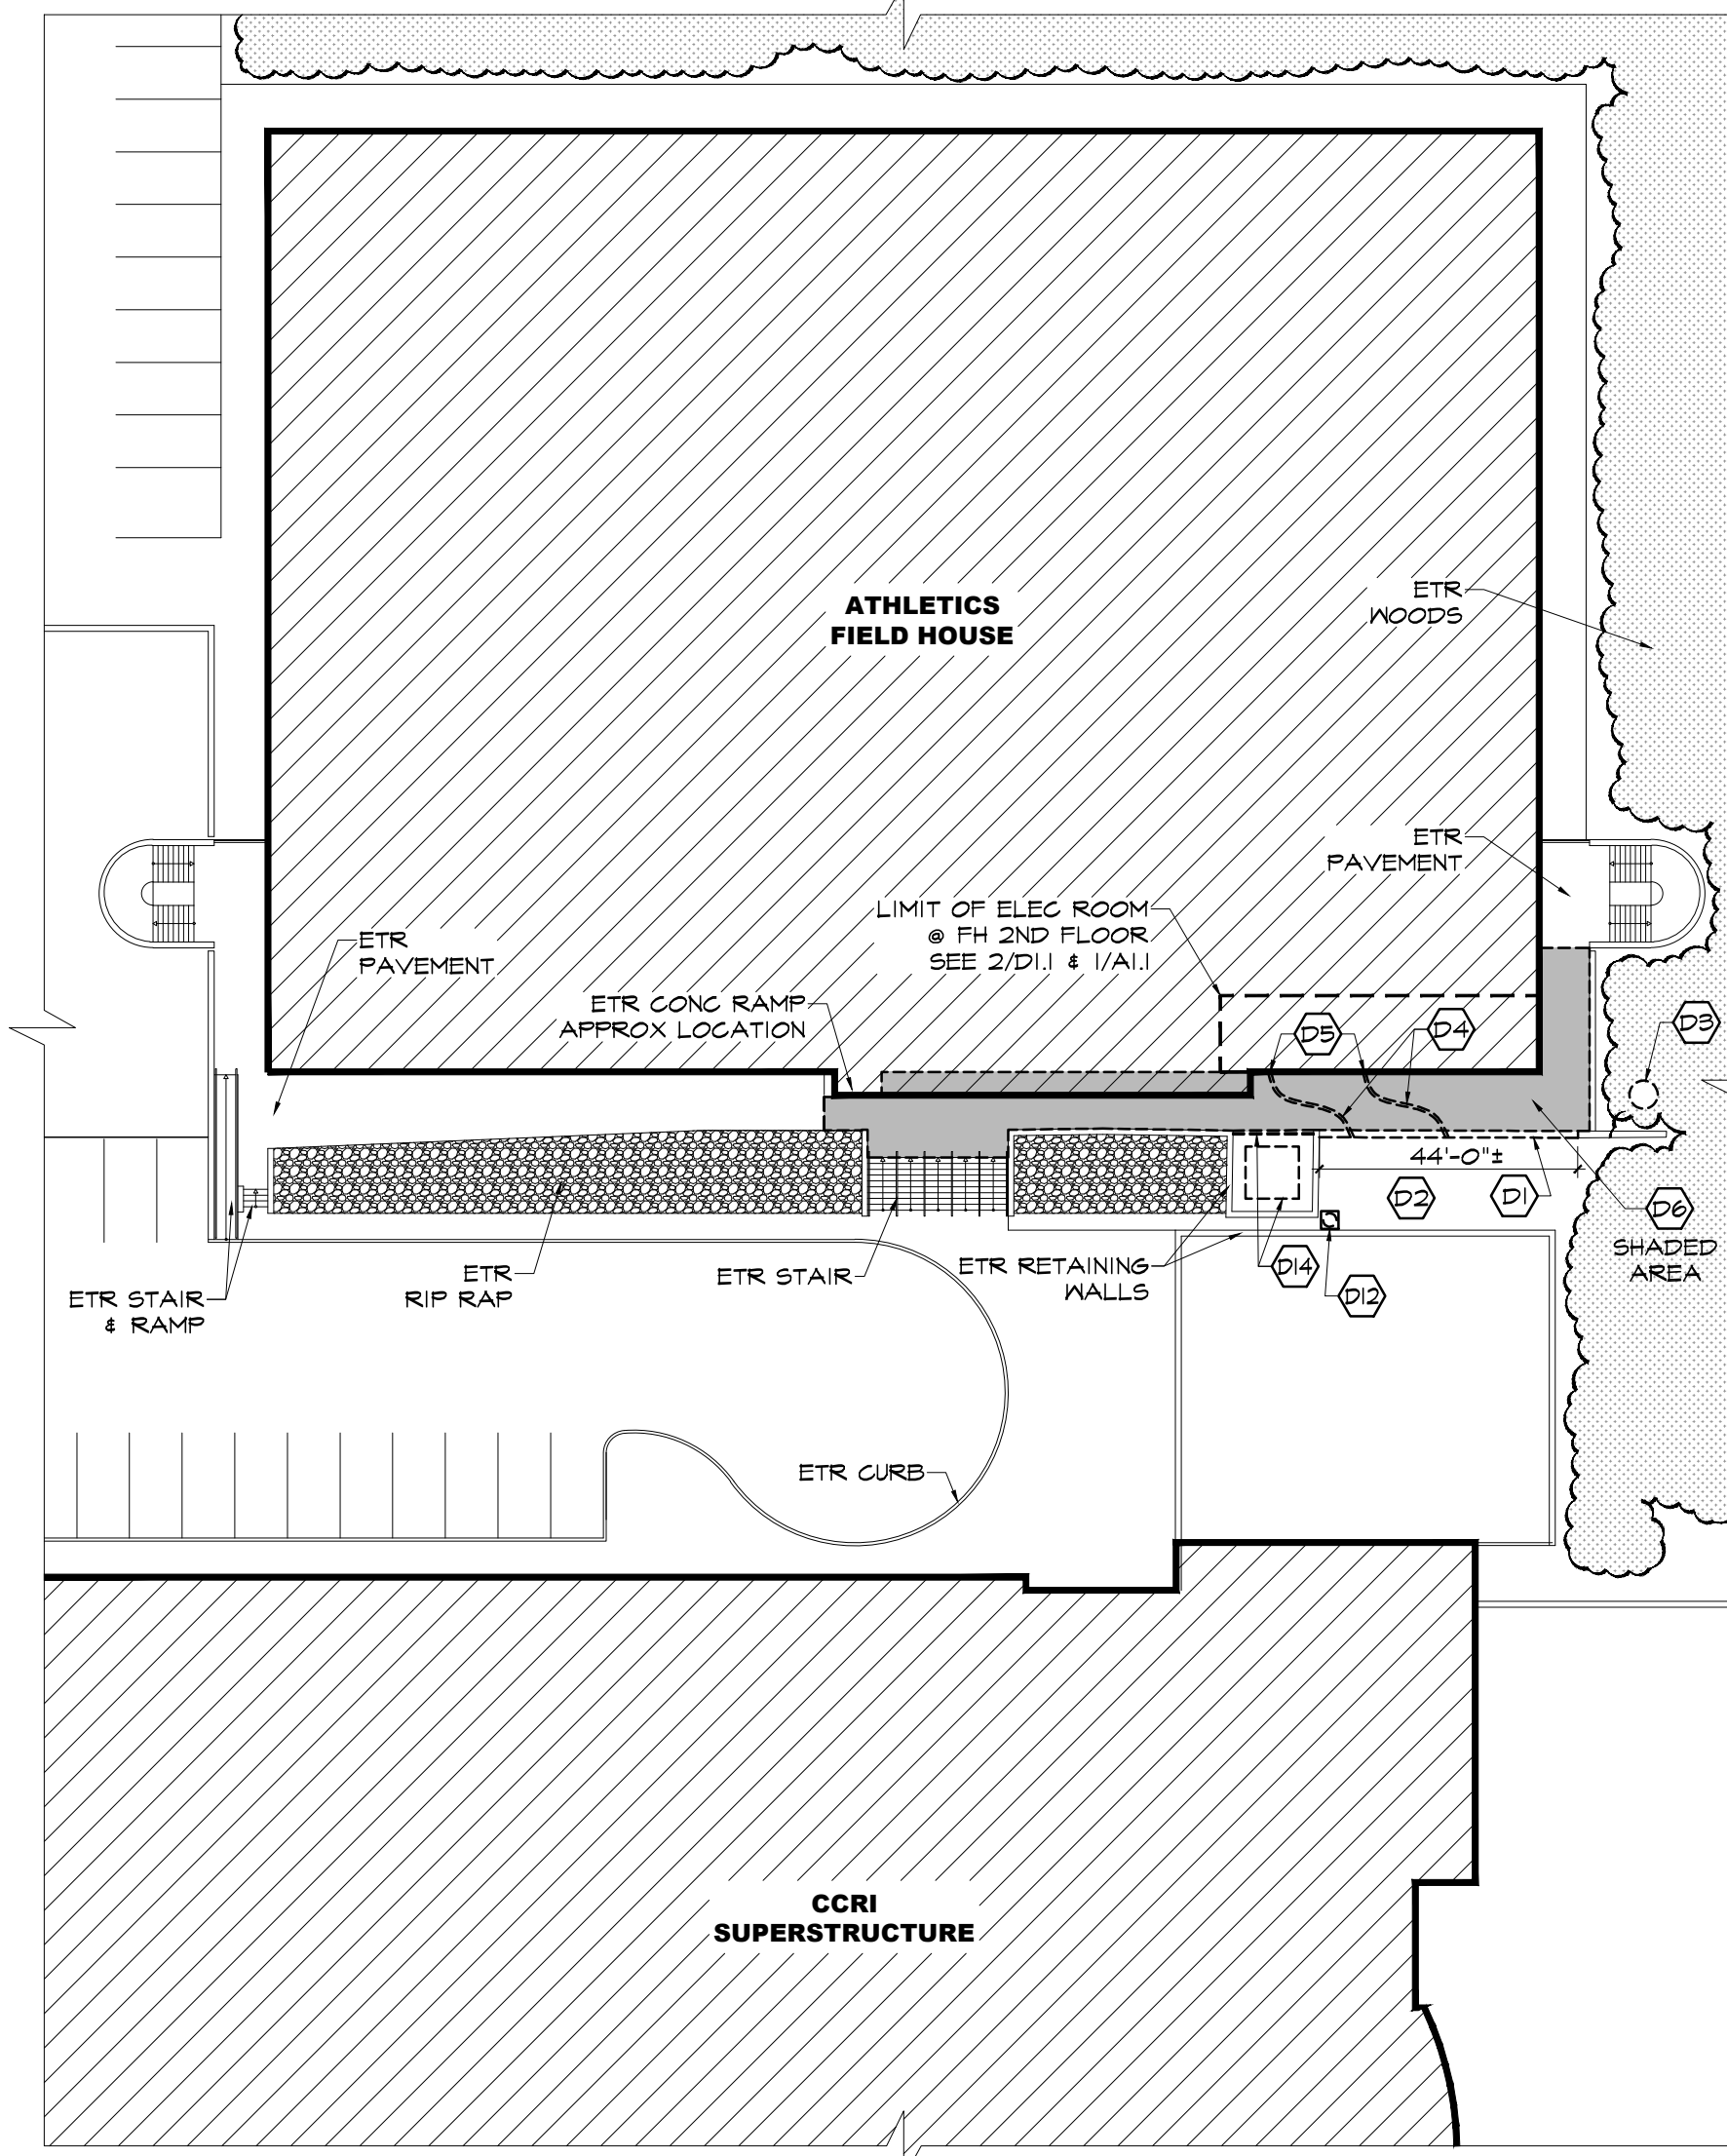 ATHLETICS
FIELD HOUSE
ETR
WOODS
ETR
PAVEMENT
LIMIT OF ELEC ROOM
@ FH 2ND FLOOR
SEE 2/D1.1 & 1/A1.1
ETR
PAVEMENT
ETR CONC RAMP
APPROX LOCATION
D5
D4
D3
44'-0"±
D2
D1
D6
SHADED
AREA
ETR STAIR
& RAMP
ETR
RIP RAP
ETR STAIR
ETR RETAINING
WALLS
D14
D12
ETR CURB
CCRI
SUPERSTRUCTURE